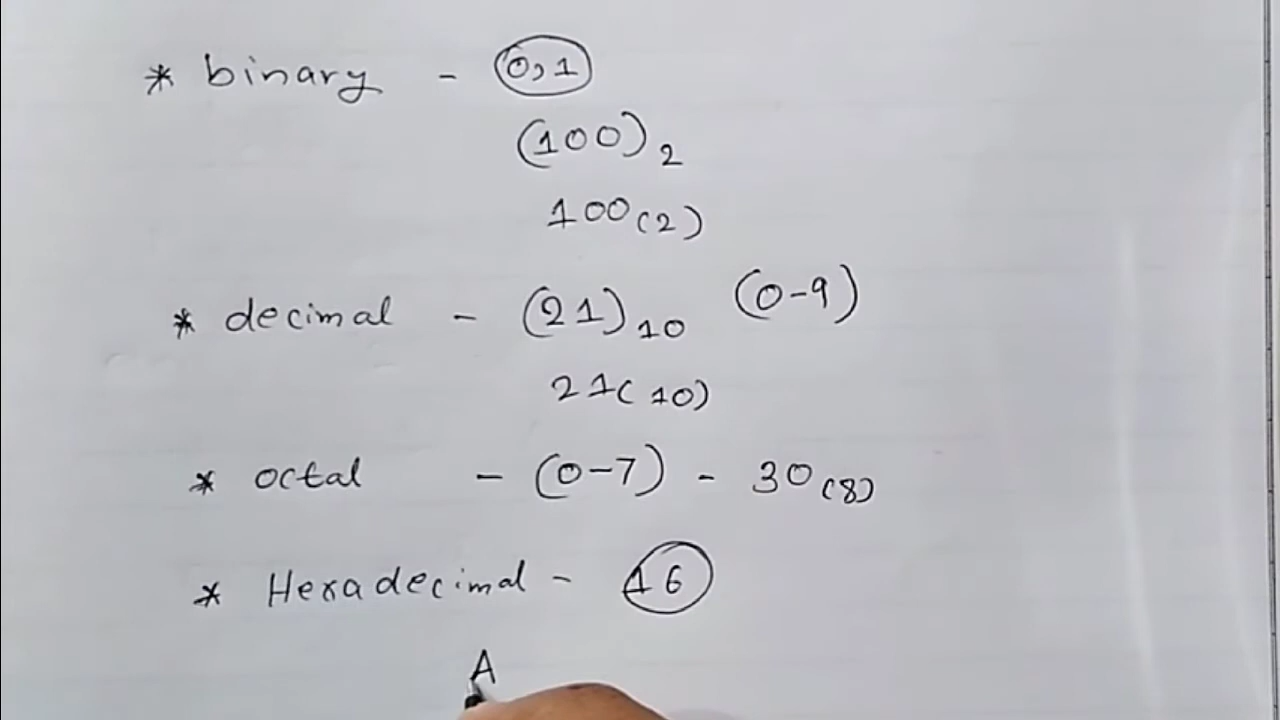 * binary - 0,1
(100)2
100(2)
* decimal - (21)10 (0-9)
21(10)
* octal - (0-7) - 30(8)
* Hexadecimal - 16
A